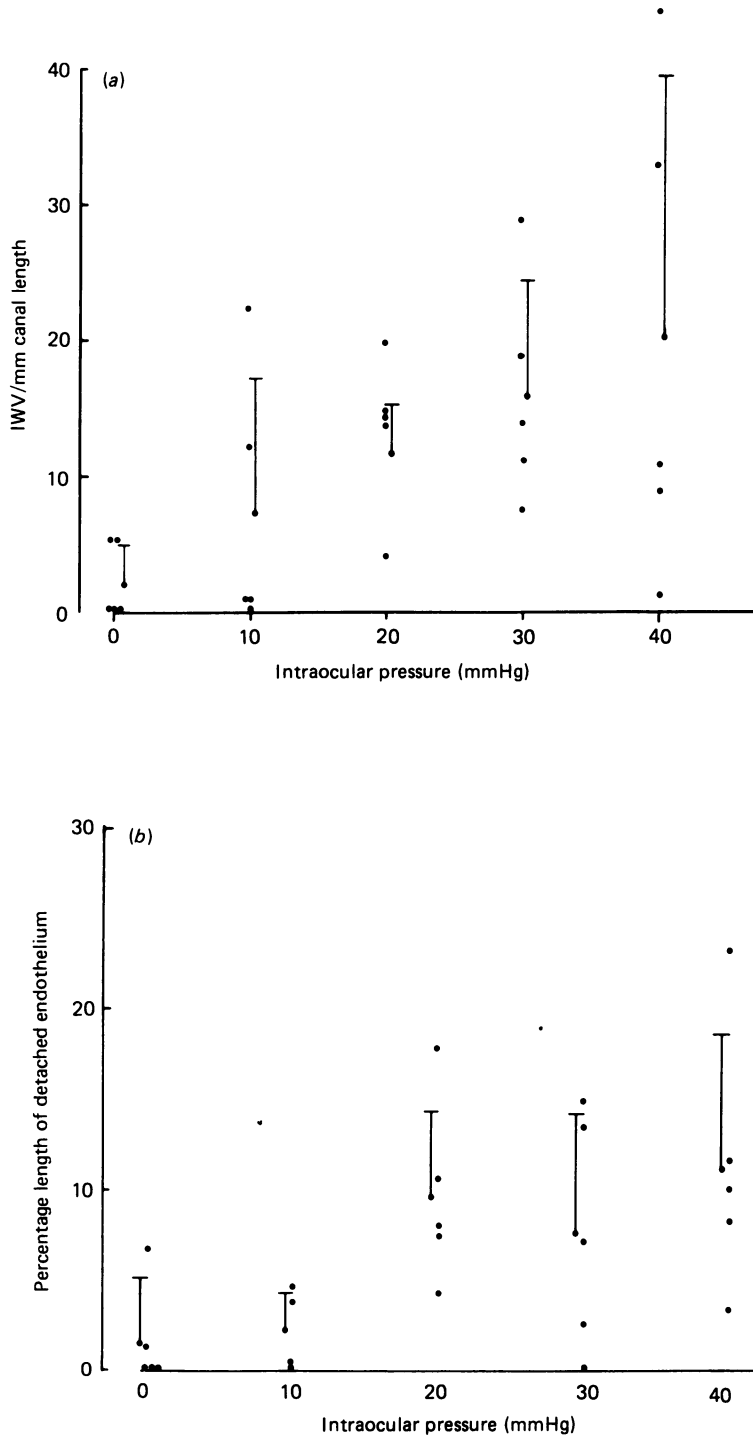 (a)
40
30
20
10
0
IWV/mm canal length
0 10 20 30 40
Intraocular pressure (mmHg)
(b)
30
20
10
0
Percentage length of detached endothelium
0 10 20 30 40
Intraocular pressure (mmHg)